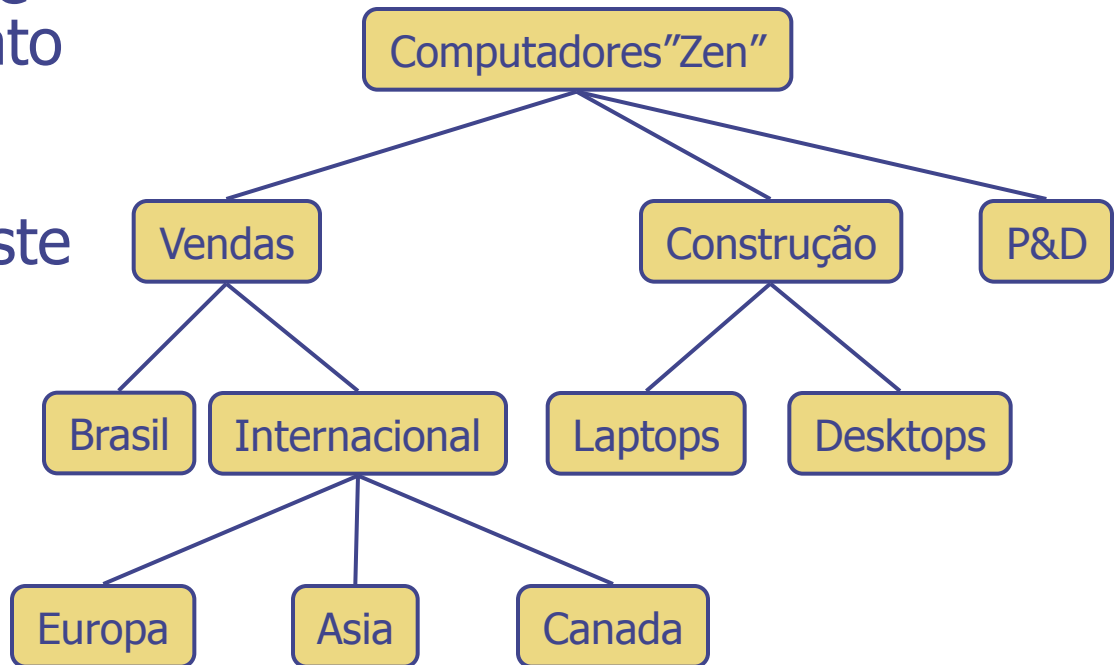 Computadores”Zen”
Vendas
Construção
P&D
Brasil
Internacional
Laptops
Desktops
Europa
Asia
Canada